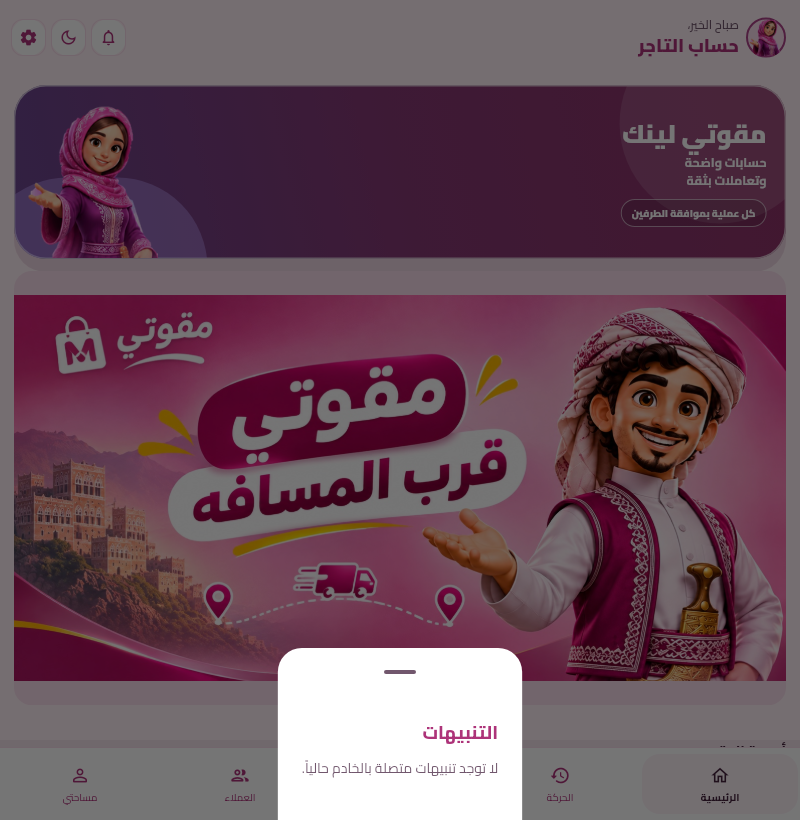 صباح الخير،
حساب التاجر
مقوتي لينك
حسابات واضحة
وتعاملات بثقة
كل عملية بموافقة الطرفين
مقوتي
مقوتي
قرب المسافه
التنبيهات
لا توجد تنبيهات متصلة بالخادم حالياً.
الرئيسية
الحركة
العملاء
مساحتي